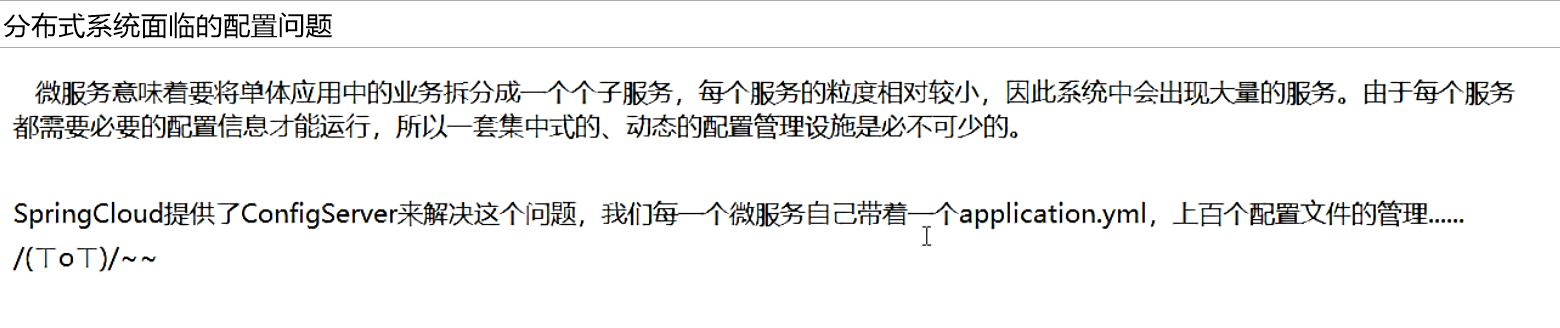 分布式系统面临的配置问题
微服务意味着要将单体应用中的业务拆分成一个个子服务，每个服务的粒度相对较小，因此系统中会出现大量的服务。由于每个服务
都需要必要的配置信息才能运行，所以一套集中式的、动态的配置管理设施是必不可少的。
SpringCloud提供了ConfigServer来解决这个问题，我们每一个微服务自己带着一个application.yml，上百个配置文件的管理......
/(ㄒoㄒ)/~~